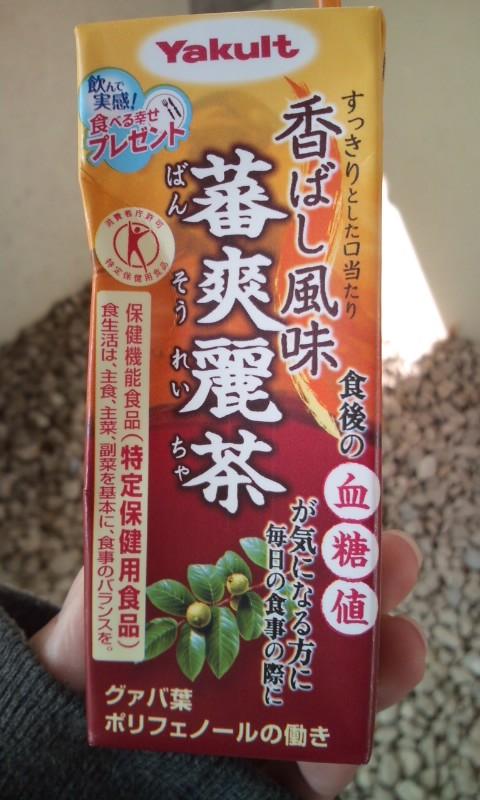 Yakult
飲んで
実感!
食べる幸せ
プレゼント
すっきりとした口当たり
香ばし風味
蕃爽麗茶
ばん そう れい ちゃ
消費者庁許可
特定保健用食品
保健機能食品(特定保健用食品)
食生活は、主食、主菜、副菜を基本に、食事のバランスを。
食後の
血糖値
が気になる方に
毎日の食事の際に
グァバ葉
ポリフェノールの働き